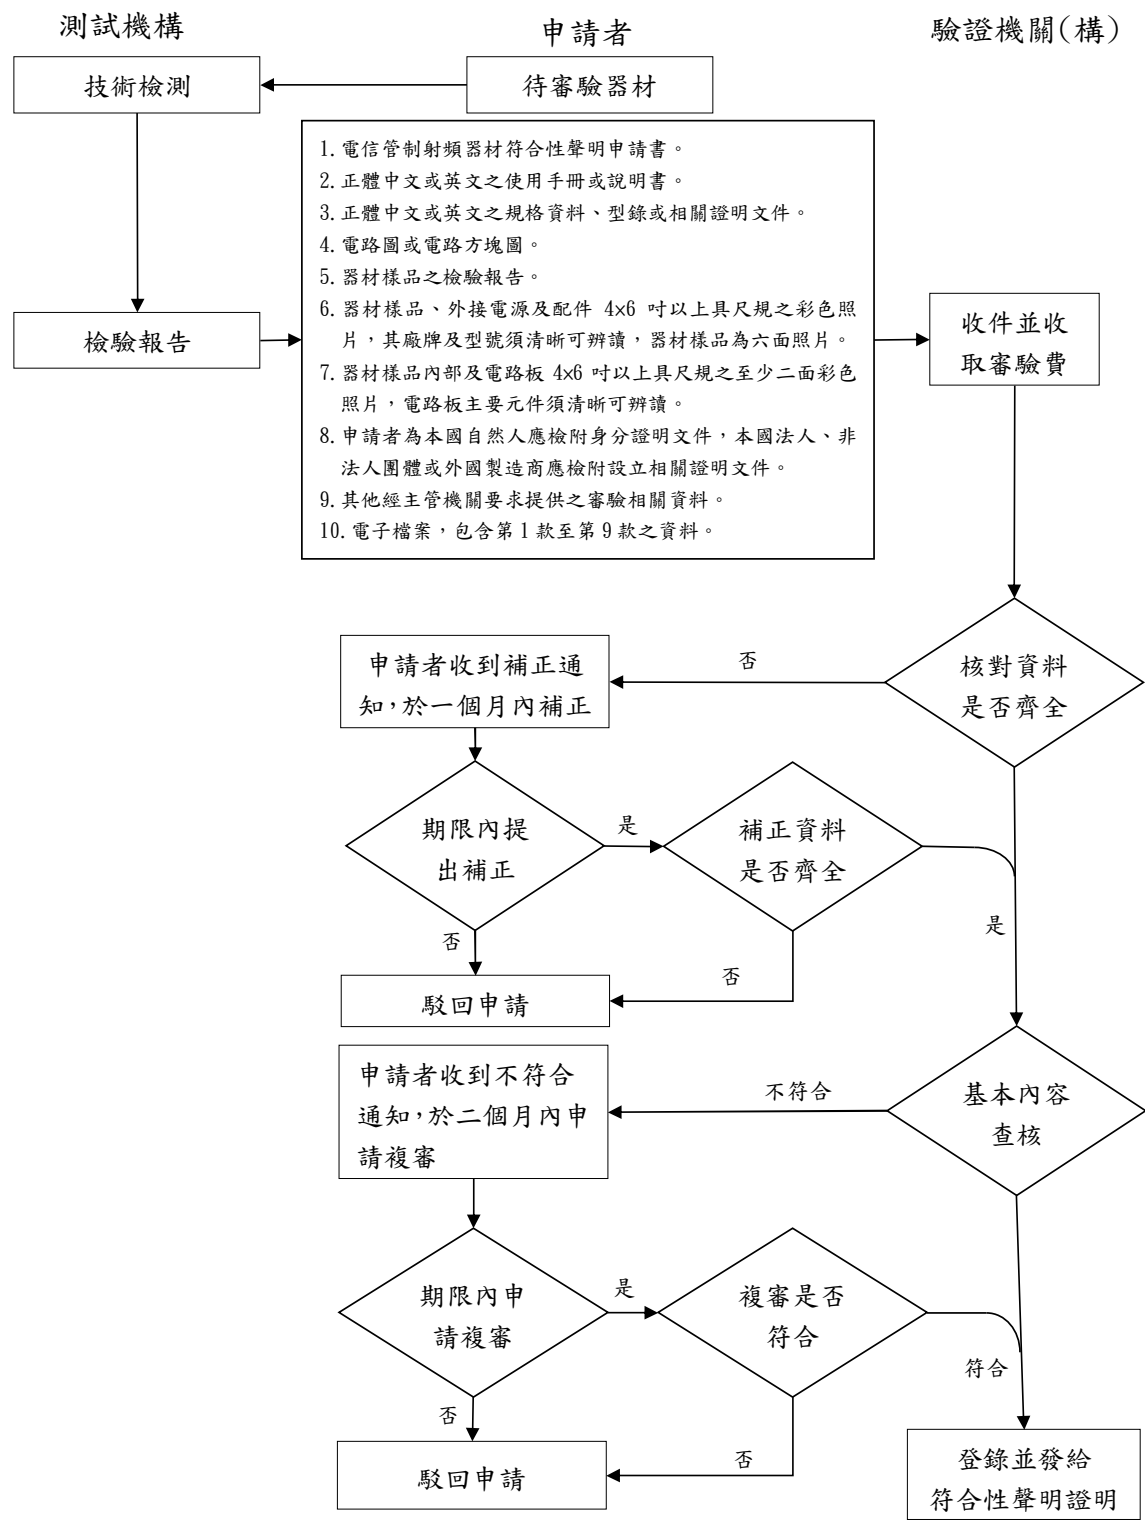 測試機構
申請者
驗證機關(構)
技術檢測
待審驗器材
1. 電信管制射頻器材符合性聲明申請書。
2. 正體中文或英文之使用手冊或說明書。
3. 正體中文或英文之規格資料、型錄或相關證明文件。
4. 電路圖或電路方塊圖。
5. 器材樣品之檢驗報告。
6. 器材樣品、外接電源及配件 4×6 吋以上具尺規之彩色照
片，其廠牌及型號須清晰可辨讀，器材樣品為六面照片。
7. 器材樣品內部及電路板 4×6 吋以上具尺規之至少二面彩色
照片，電路板主要元件須清晰可辨讀。
8. 申請者為本國自然人應檢附身分證明文件，本國法人、非
法人團體或外國製造商應檢附設立相關證明文件。
9. 其他經主管機關要求提供之審驗相關資料。
10. 電子檔案，包含第 1 款至第 9 款之資料。
檢驗報告
收件並收
取審驗費
申請者收到補正通
知，於一個月內補正
否
核對資料
是否齊全
期限內提
出補正
是
補正資料
是否齊全
否
是
駁回申請
否
申請者收到不符合
通知，於二個月內申
請複審
不符合
基本內容
查核
期限內申
請複審
是
複審是否
符合
符合
否
駁回申請
否
登錄並發給
符合性聲明證明